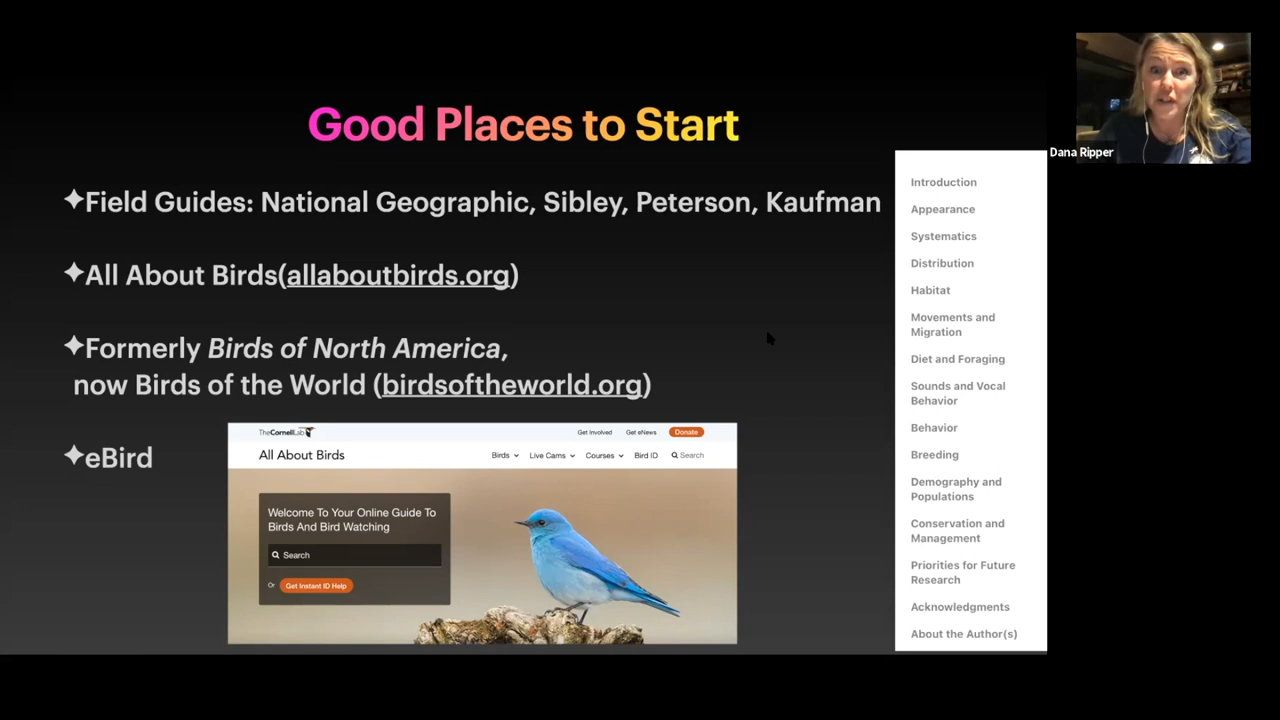 Good Places to Start
✦Field Guides: National Geographic, Sibley, Peterson, Kaufman
✦All About Birds(allaboutbirds.org)
✦Formerly Birds of North America,
now Birds of the World (birdsoftheworld.org)
✦eBird
TheCornellLab
Get Involved Get eNews Donate
All About Birds
Birds Live Cams Courses Bird ID Search
Welcome To Your Online Guide To
Birds And Bird Watching
Search
Or Get Instant ID Help
Dana Ripper
Introduction
Appearance
Systematics
Distribution
Habitat
Movements and
Migration
Diet and Foraging
Sounds and Vocal
Behavior
Behavior
Breeding
Demography and
Populations
Conservation and
Management
Priorities for Future
Research
Acknowledgments
About the Author(s)